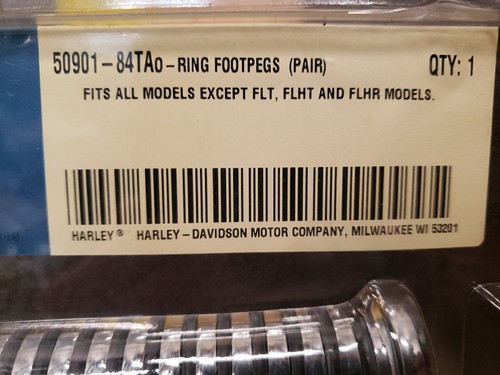 50901-84TAo-RING FOOTPEGS (PAIR) QTY: 1
FITS ALL MODELS EXCEPT FLT, FLHT AND FLHR MODELS.
HARLEY® HARLEY-DAVIDSON MOTOR COMPANY, MILWAUKEE WI 53201